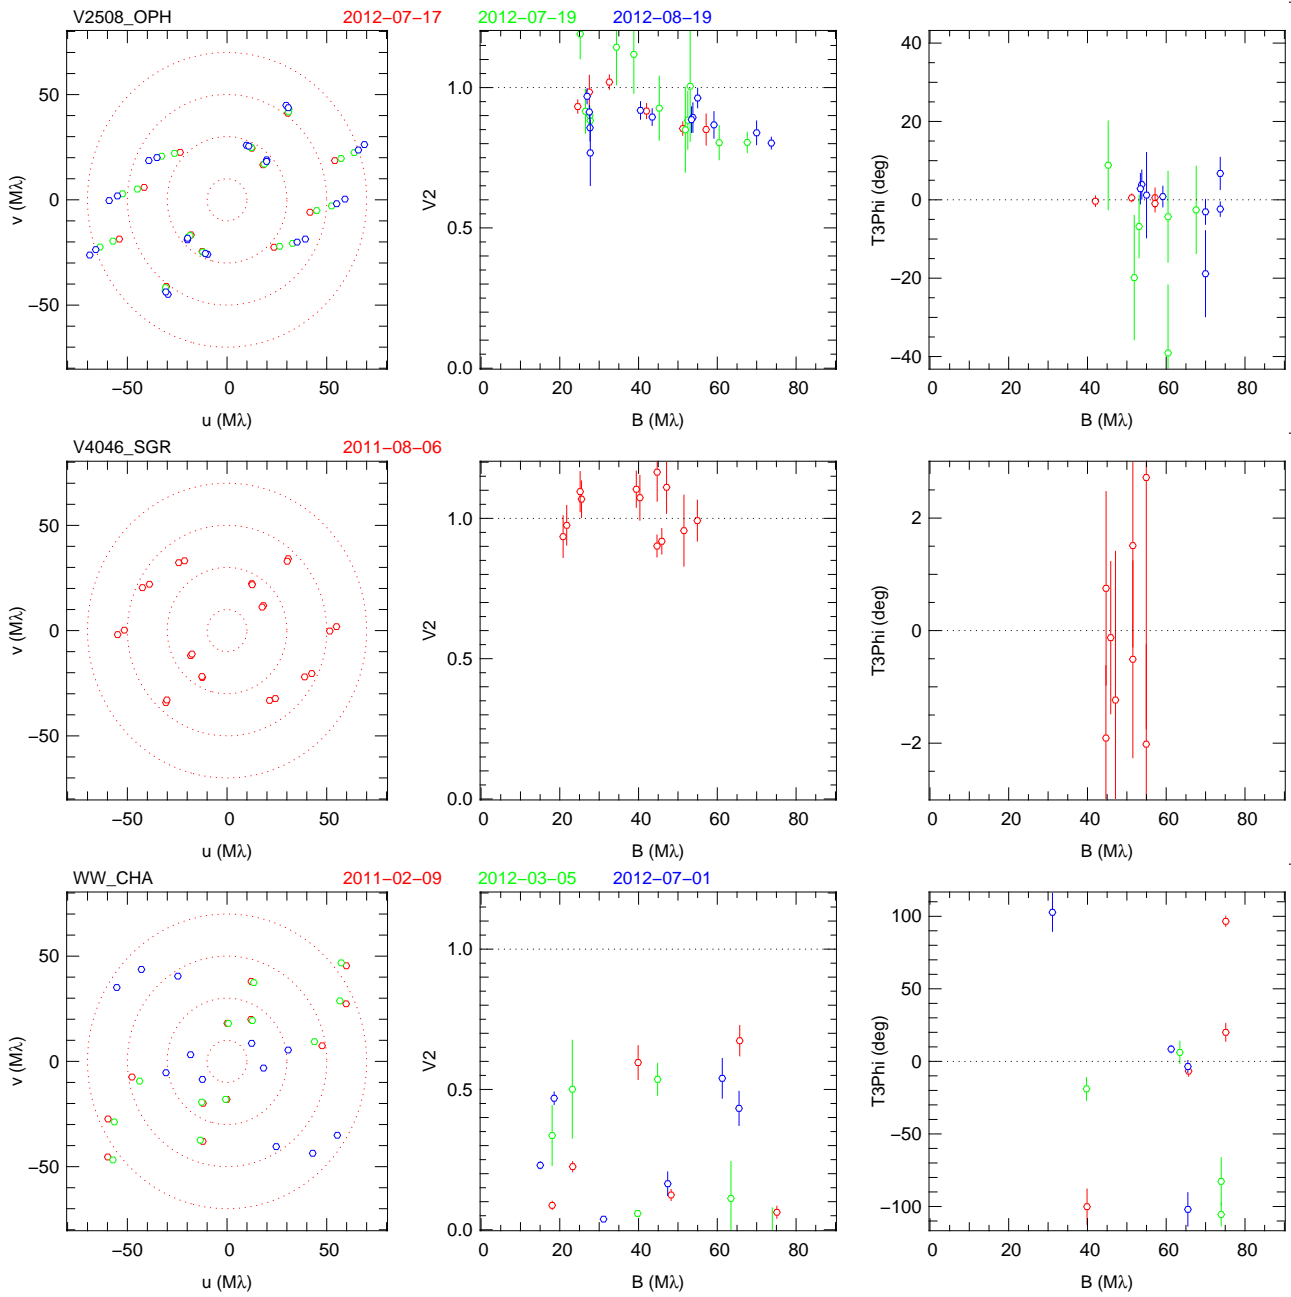 V2508_OPH 2012−07−17 2012−07−19 2012−08−19
50
0
−50
v (Mλ)
−50 0 50
u (Mλ)
1.0
0.5
0.0
V2
0 20 40 60 80
B (Mλ)
40
20
0
−20
−40
T3Phi (deg)
0 20 40 60 80
B (Mλ)
V4046_SGR 2011−08−06
50
0
−50
v (Mλ)
−50 0 50
u (Mλ)
1.0
0.5
0.0
V2
0 20 40 60 80
B (Mλ)
2
0
−2
T3Phi (deg)
0 20 40 60 80
B (Mλ)
WW_CHA 2011−02−09 2012−03−05 2012−07−01
50
0
−50
v (Mλ)
−50 0 50
u (Mλ)
1.0
0.5
0.0
V2
0 20 40 60 80
B (Mλ)
100
50
0
−50
−100
T3Phi (deg)
0 20 40 60 80
B (Mλ)